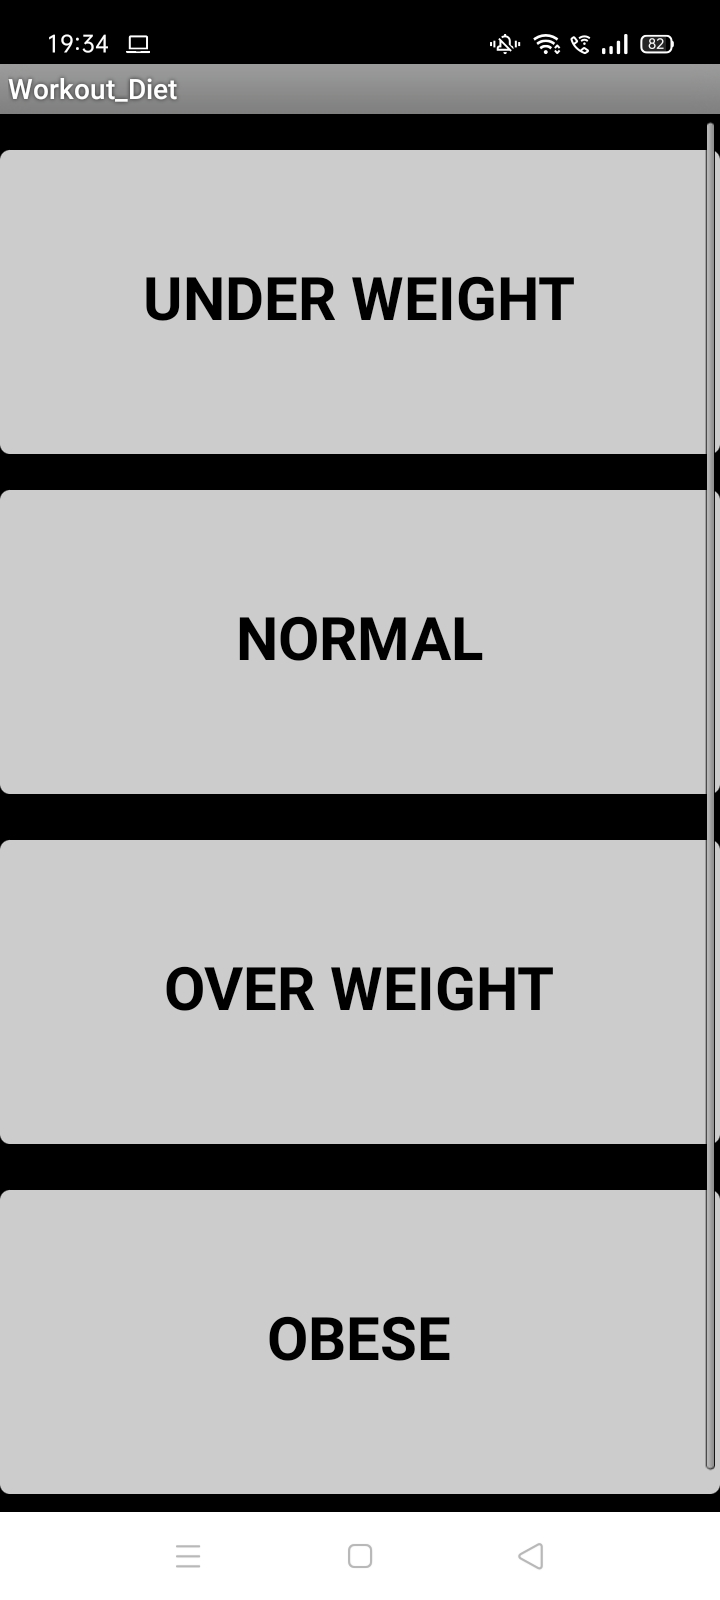 19:34
82
Workout_Diet
UNDER WEIGHT
NORMAL
OVER WEIGHT
OBESE